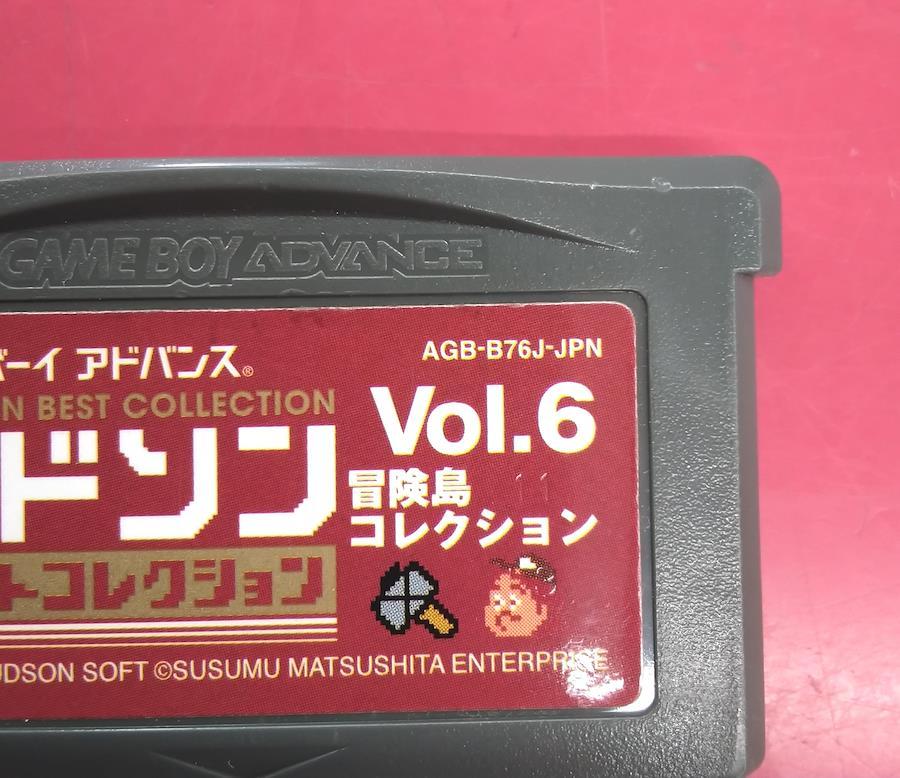 GAME BOY ADVANCE
ーイ アドバンス®
AGB-B76J-JPN
N BEST COLLECTION
Vol.6
ドソン
冒険島
コレクション
トコレクション
UDSON SOFT ©SUSUMU MATSUSHITA ENTERPRISE